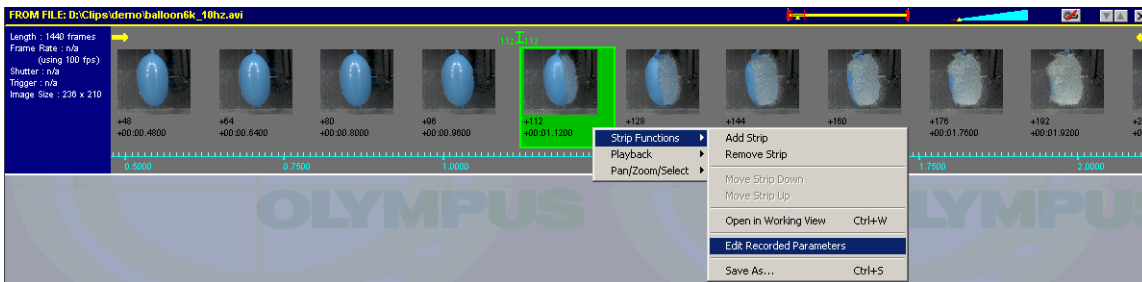 FROM FILE: D:\Clips\demo\balloon6k_10hz.avi
Length : 1440 frames
Frame Rate : n/a
(using 100 fps)
Shutter : n/a
Trigger : n/a
Image Size : 236 x 210
112 112
+48 +64 +80 +96 +112 +128 +144 +160 +176 +192 +2
+00:00.4800 +00:00.6400 +00:00.8000 +00:00.9600 +00:01.1200 +00:01.7600 +00:01.9200 +0
0.5000 0.7500 1.0000 1.7500 2.0000
Strip Functions
Playback
Pan/Zoom/Select
Add Strip
Remove Strip
Move Strip Down
Move Strip Up
Open in Working View Ctrl+W
Edit Recorded Parameters
Save As... Ctrl+S
OLYMPUS LYMPUS